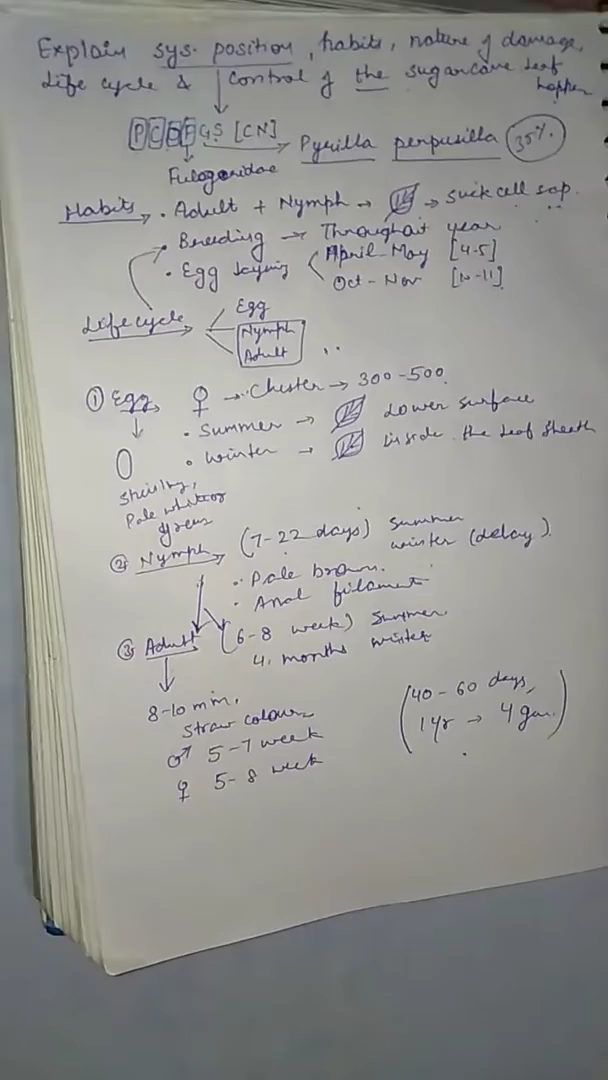 Explain sys. position, habits, nature of damage,
Life cycle & control of the sugarcane leaf
hopper
PCOFGS [CN] → Pyrilla perpusilla 35%
Fulogoridae
Habits → • Adult + Nymph → → suck cell sap.
• Breeding → Throughout year
• Egg laying April-May [4-5]
Oct - Nov [10-11]
Life cycle → Egg
Nymph
Adult
① Egg → ♀ → Cluster → 300-500
• Summer → Lower surface
• winter → inside the leaf sheath
Pale white or
green
② Nymph → (7-22 days) summer
winter (delay)
• Pale brown.
• Anal filament
③ Adult (6-8 week) Summer
4. months winter
8-10 mm,
Straw colour
♂ 5-7 week
♀ 5-8 week
(40-60 days,
1 yr → 4 gen.)